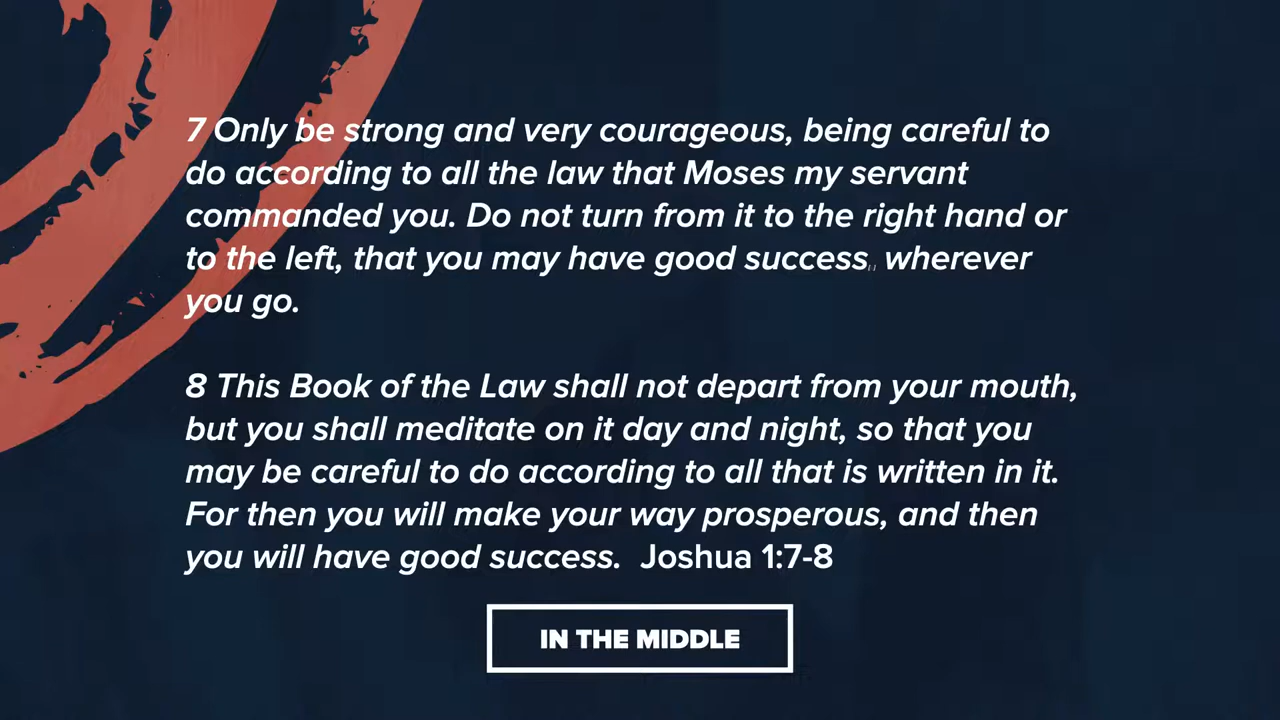 7 Only be strong and very courageous, being careful to
do according to all the law that Moses my servant
commanded you. Do not turn from it to the right hand or
to the left, that you may have good success wherever
you go.
8 This Book of the Law shall not depart from your mouth,
but you shall meditate on it day and night, so that you
may be careful to do according to all that is written in it.
For then you will make your way prosperous, and then
you will have good success. Joshua 1:7-8
IN THE MIDDLE